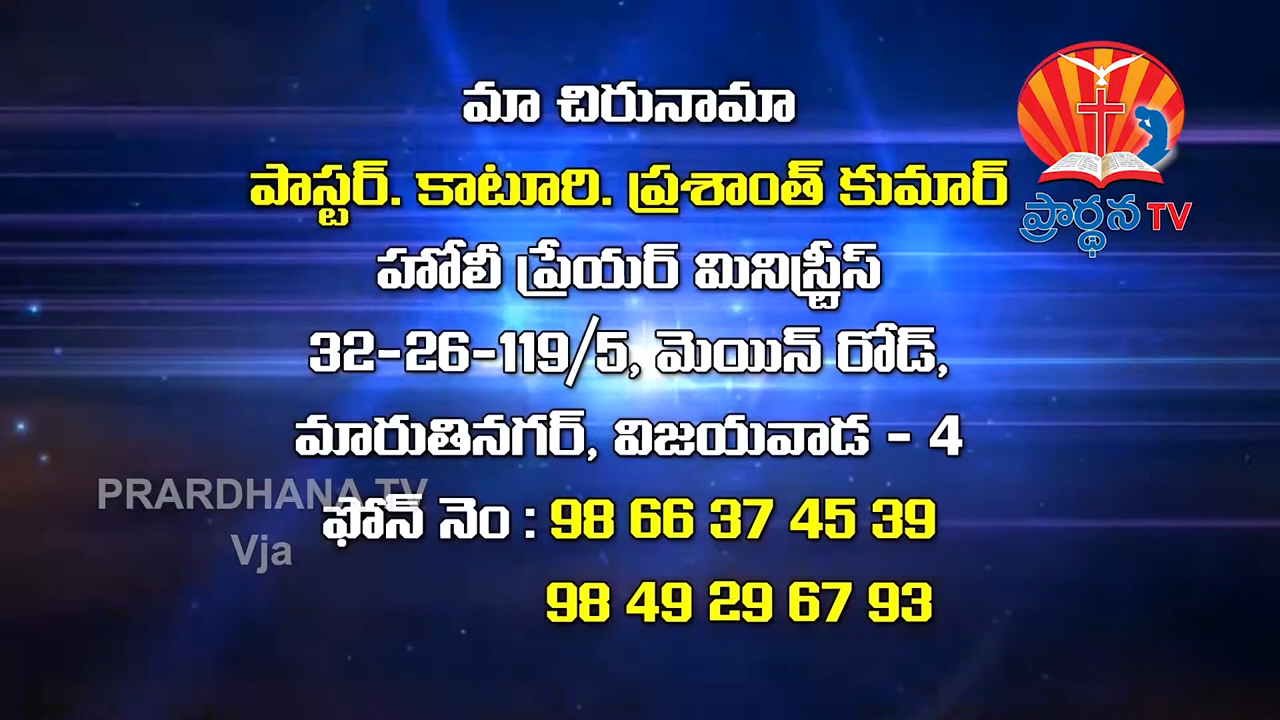 మా చిరునామా
పాస్టర్. కాటూరి. ప్రశాంత్ కుమార్
ప్రార్థన TV
హోలీ ప్రేయర్ మినిస్ట్రీస్
32-26-119/5, మెయిన్ రోడ్,
మారుతినగర్, విజయవాడ - 4
PRARDHANA TV
Vja
ఫోన్ నెం : 98 66 37 45 39
98 49 29 67 93